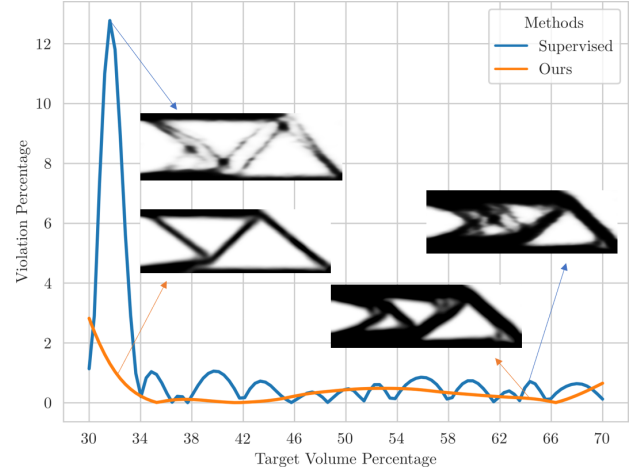 Methods
Supervised
Ours
12
10
8
6
4
2
0
Violation Percentage
30 34 38 42 46 50 54 58 62 66 70
Target Volume Percentage